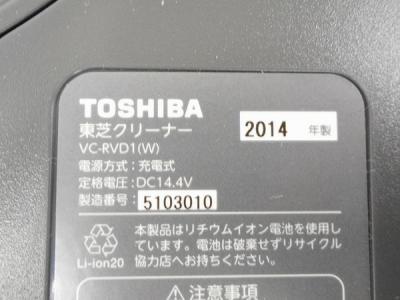 TOSHIBA
東芝クリーナー
VC-RVD1(W)
2014 年製
電源方式:充電式
定格電圧:DC14.4V
製造番号: 5103010
本製品はリチウムイオン電池を使用し
ています。電池は破棄せずリサイクル
協力店へお持ちください。
Li-ion20
⚠注意事項